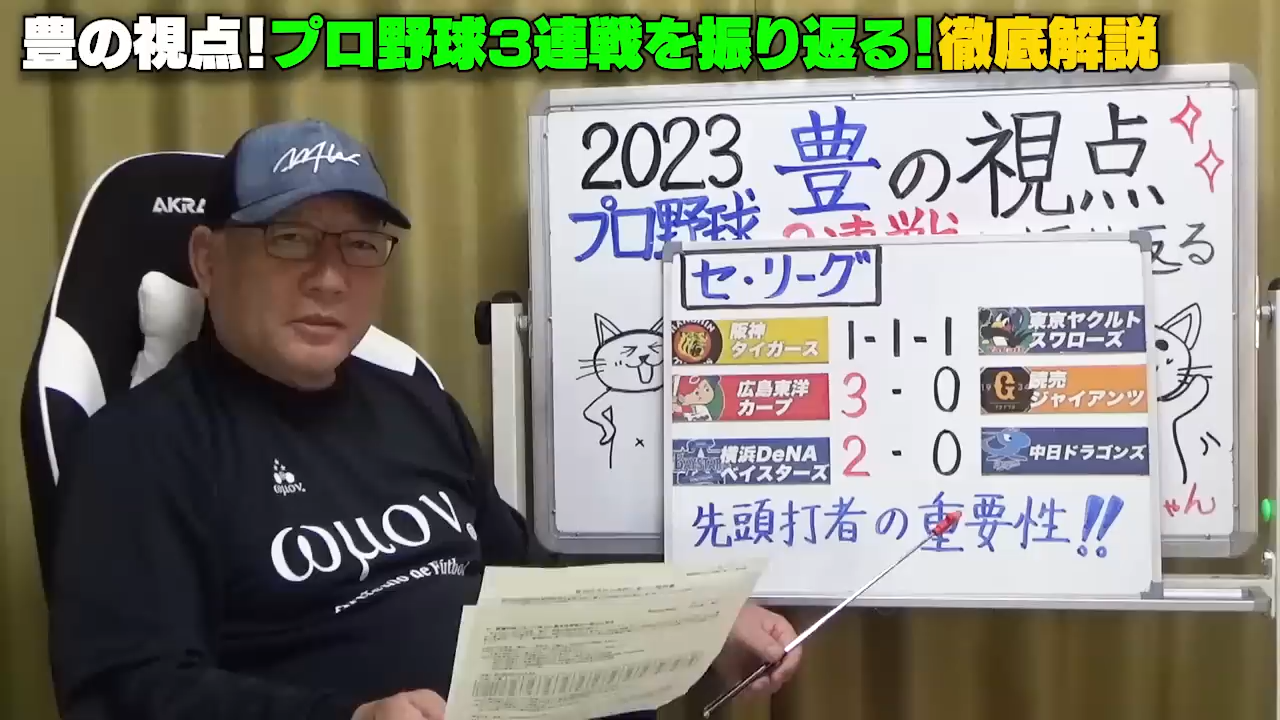 豊の視点!プロ野球3連戦を振り返る!徹底解説
AKRA
2023 豊の視点
プロ野球
返る
セ・リーグ
阪神タイガース 1-1-1 東京ヤクルトスワローズ
広島東洋カープ 3-0 読売ジャイアンツ
横浜DeNAベイスターズ 2-0 中日ドラゴンズ
先頭打者の重要性!!
ゃん
ωμον.
ωμον.